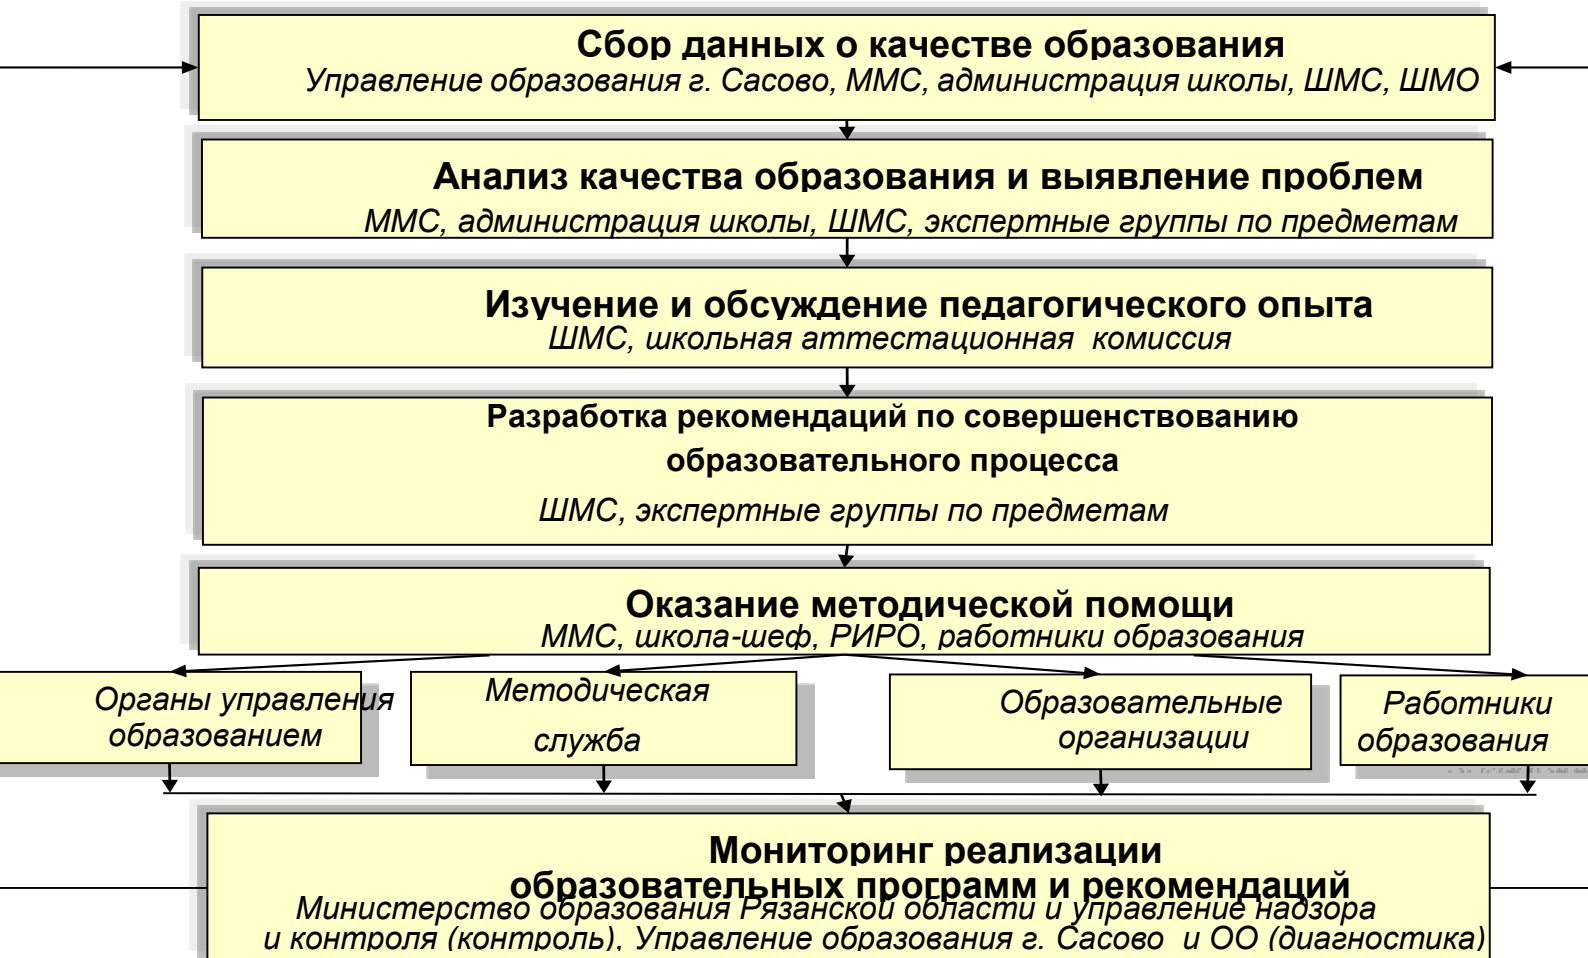 Сбор данных о качестве образования
Управление образования г. Сасово, ММС, администрация школы, ШМС, ШМО
Анализ качества образования и выявление проблем
ММС, администрация школы, ШМС, экспертные группы по предметам
Изучение и обсуждение педагогического опыта
ШМС, школьная аттестационная комиссия
Разработка рекомендаций по совершенствованию
образовательного процесса
ШМС, экспертные группы по предметам
Оказание методической помощи
ММС, школа-шеф, РИРО, работники образования
Органы управления
образованием
Методическая
служба
Образовательные
организации
Работники
образования
Мониторинг реализации
образовательных программ и рекомендаций
Министерство образования Рязанской области и управление надзора
и контроля (контроль), Управление образования г. Сасово и ОО (диагностика)